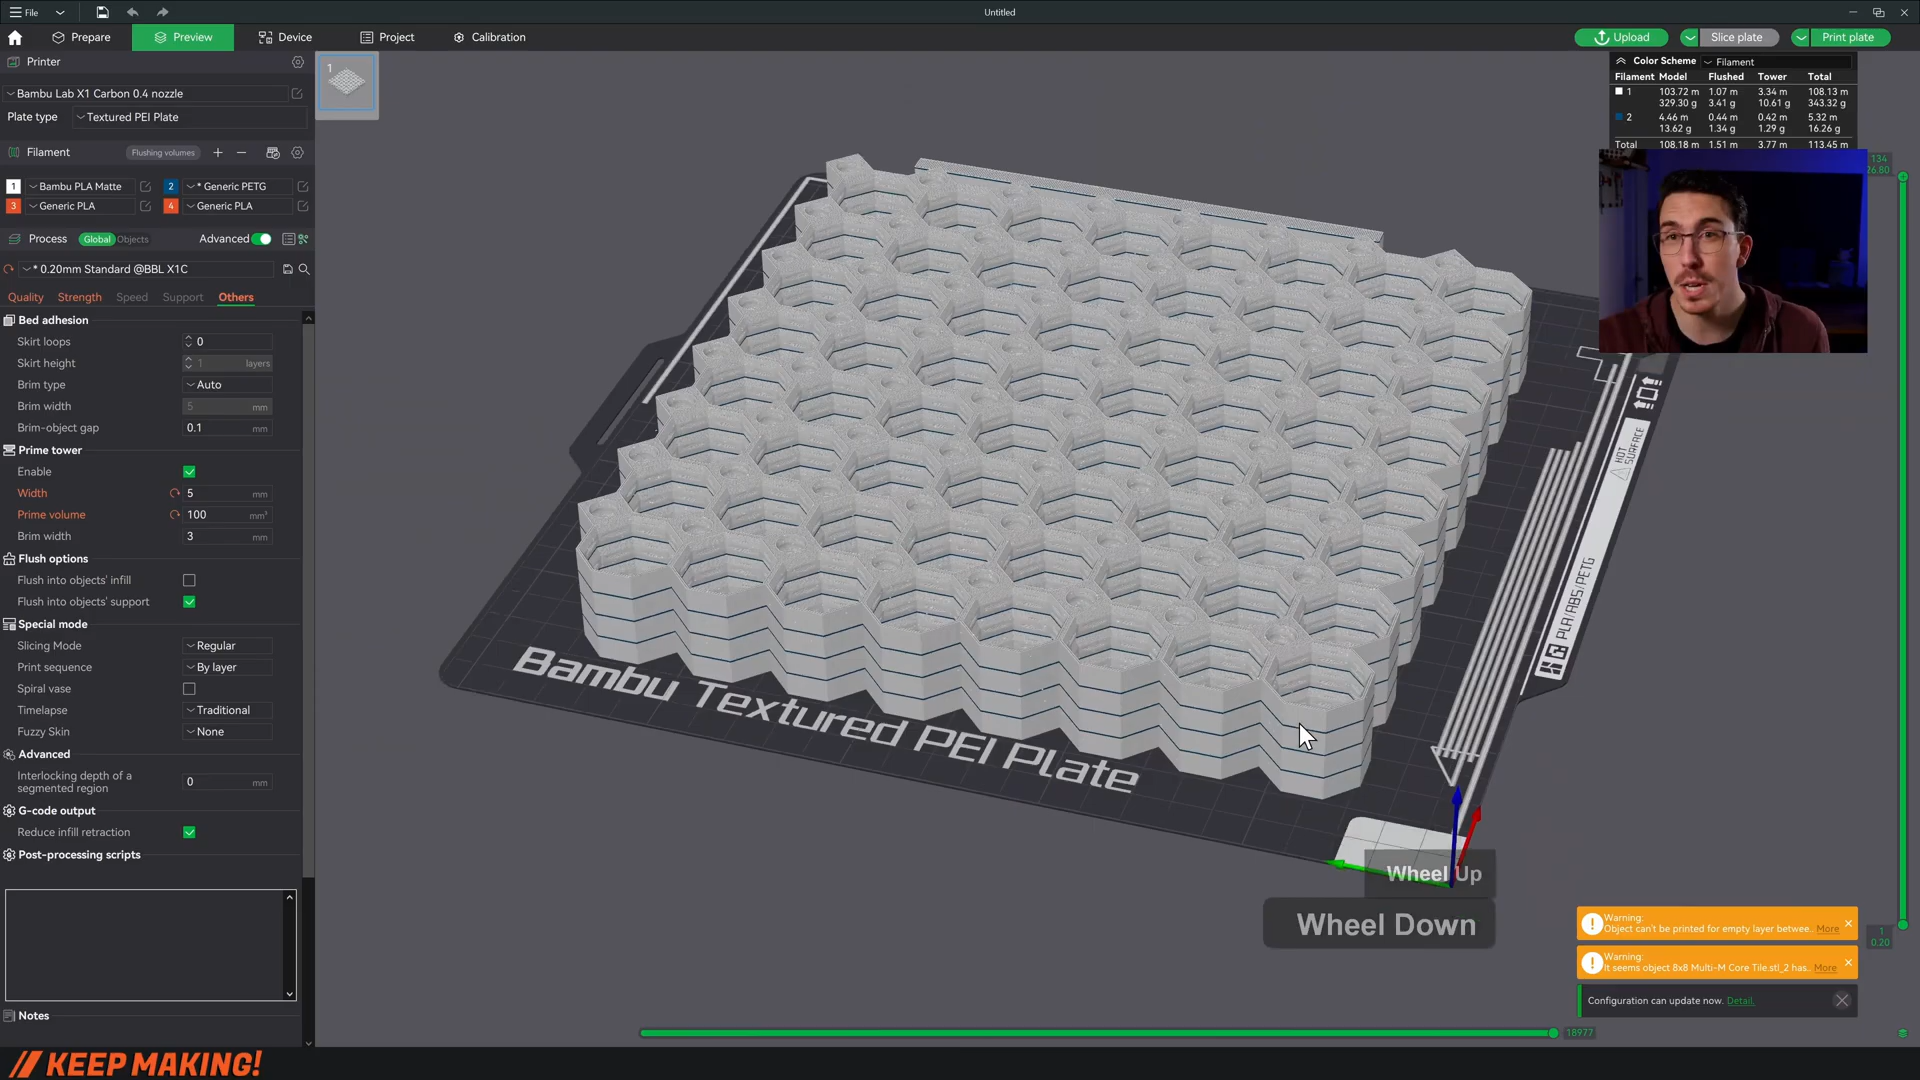 File
Untitled
Prepare
Preview
Device
Project
Calibration
Upload
Slice plate
Print plate
Printer
Bambu Lab X1 Carbon 0.4 nozzle
Plate type
Textured PEI Plate
Filament
Flushing volumes
1 Bambu PLA Matte
2 * Generic PETG
3 Generic PLA
4 Generic PLA
Process Global Objects Advanced
* 0.20mm Standard @BBL X1C
Quality Strength Speed Support Others
Bed adhesion
Skirt loops 0
Skirt height 1 layers
Brim type Auto
Brim width 5 mm
Brim-object gap 0.1 mm
Prime tower
Enable
Width 5 mm
Prime volume 100 mm³
Brim width 3 mm
Flush options
Flush into objects' infill
Flush into objects' support
Special mode
Slicing Mode Regular
Print sequence By layer
Spiral vase
Timelapse Traditional
Fuzzy Skin None
Advanced
Interlocking depth of a
segmented region 0 mm
G-code output
Reduce infill retraction
Post-processing scripts
Notes
// KEEP MAKING!
1
Color Scheme Filament
Filament Model Flushed Tower Total
1 103.72 m 1.07 m 3.34 m 108.13 m
329.30 g 3.41 g 10.61 g 343.32 g
2 4.46 m 0.44 m 0.42 m 5.32 m
13.62 g 1.34 g 1.29 g 16.26 g
Total 108.18 m 1.51 m 3.77 m 113.45 m
134
26.80
HOT
SURFACE
PLA/ABS/PETG
Bambu Textured PEI Plate
Wheel Up
Wheel Down
Warning:
Object can't be printed for empty layer betwee.. More
Warning:
It seems object 8x8 Multi-M Core Tile.stl_2 has.. More
Configuration can update now. Detail.
1
0.20
18977